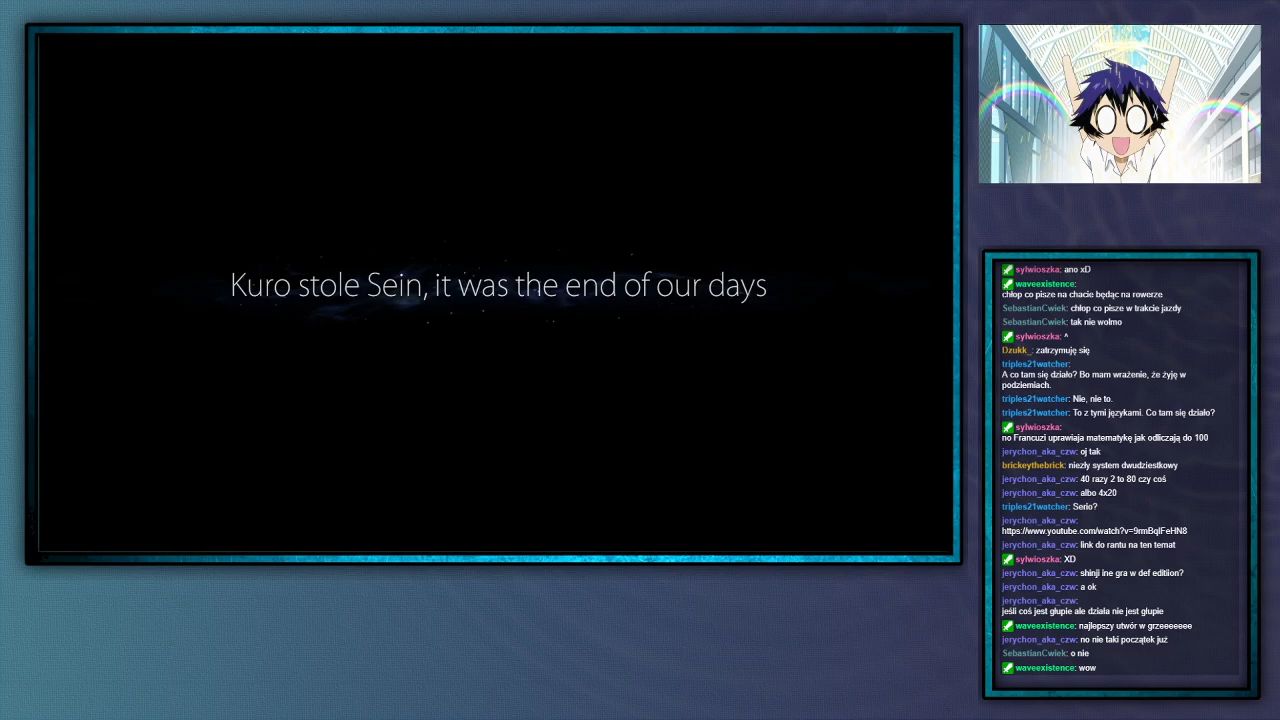 Kuro stole Sein, it was the end of our days
sylwioszka: ano xD
waveexistence:
chłop co pisze na chacie będąc na rowerze
SebastianCwiek: chłop co pisze w trakcie jazdy
SebastianCwiek: tak nie wolmo
sylwioszka: ^
Dzukk_: zatrzymuję się
triples21watcher:
A co tam się działo? Bo mam wrażenie, że żyję w
podziemiach.
triples21watcher: Nie, nie to.
triples21watcher: To z tymi językami. Co tam się działo?
sylwioszka:
no Francuzi uprawiaja matematykę jak odliczają do 100
jerychon_aka_czw: oj tak
brickeythebrick: niezły system dwudziestkowy
jerychon_aka_czw: 40 razy 2 to 80 czy coś
jerychon_aka_czw: albo 4x20
triples21watcher: Serio?
jerychon_aka_czw:
https://www.youtube.com/watch?v=9rmBqlFeHN8
jerychon_aka_czw: link do rantu na ten temat
sylwioszka: XD
jerychon_aka_czw: shinji ine gra w def editiion?
jerychon_aka_czw: a ok
jerychon_aka_czw:
jeśli coś jest głupie ale działa nie jest głupie
waveexistence: najlepszy utwór w grzeeeeeee
jerychon_aka_czw: no nie taki początek już
SebastianCwiek: o nie
waveexistence: wow